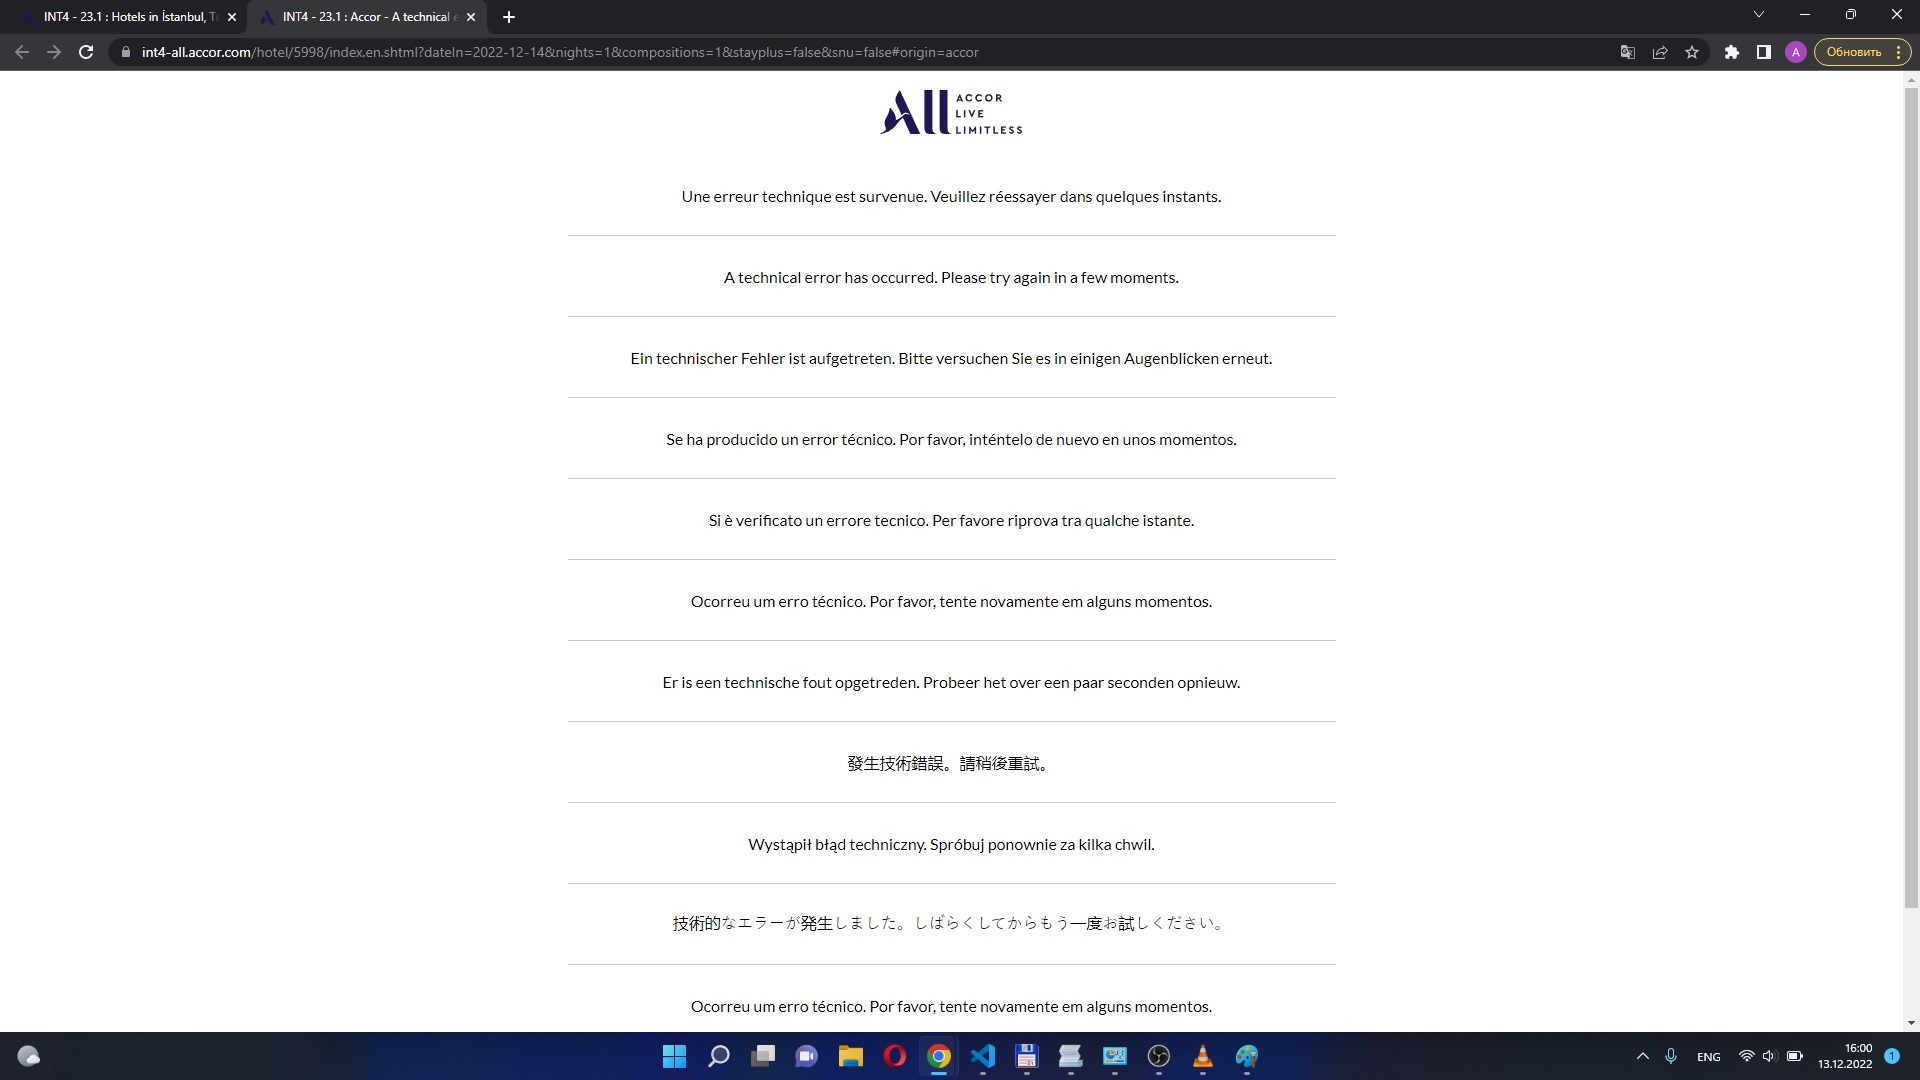 INT4 - 23.1 : Hotels in İstanbul, T
INT4 - 23.1 : Accor - A technical e
int4-all.accor.com/hotel/5998/index.en.shtml?dateIn=2022-12-14&nights=1&compositions=1&stayplus=false&snu=false#origin=accor
A
Обновить
All ACCOR
LIVE
LIMITLESS
Une erreur technique est survenue. Veuillez réessayer dans quelques instants.
A technical error has occurred. Please try again in a few moments.
Ein technischer Fehler ist aufgetreten. Bitte versuchen Sie es in einigen Augenblicken erneut.
Se ha producido un error técnico. Por favor, inténtelo de nuevo en unos momentos.
Si è verificato un errore tecnico. Per favore riprova tra qualche istante.
Ocorreu um erro técnico. Por favor, tente novamente em alguns momentos.
Er is een technische fout opgetreden. Probeer het over een paar seconden opnieuw.
發生技術錯誤。請稍後重試。
Wystąpił błąd techniczny. Spróbuj ponownie za kilka chwil.
技術的なエラーが発生しました。しばらくしてからもう一度お試しください。
Ocorreu um erro técnico. Por favor, tente novamente em alguns momentos.
ENG
16:00
13.12.2022
1